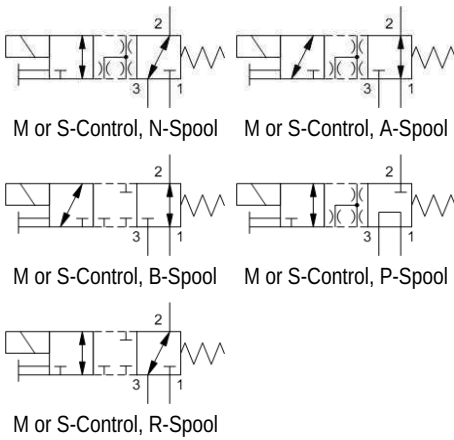 2
3 1
M or S-Control, N-Spool
2
3 1
M or S-Control, A-Spool
2
3 1
M or S-Control, B-Spool
2
3 1
M or S-Control, P-Spool
2
3 1
M or S-Control, R-Spool